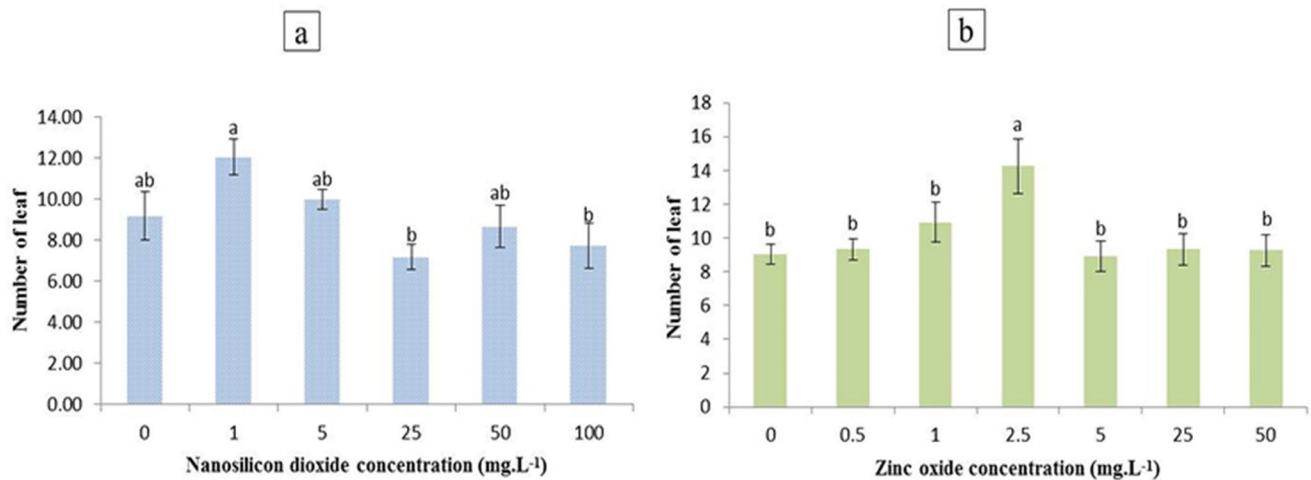 a
Number of leaf
14.00
12.00
10.00
8.00
6.00
4.00
2.00
0.00
ab
a
ab
b
ab
b
0 1 5 25 50 100
Nanosilicon dioxide concentration (mg.L-1)
b
Number of leaf
18
16
14
12
10
8
6
4
2
0
b
b
b
a
b
b
b
0 0.5 1 2.5 5 25 50
Zinc oxide concentration (mg.L-1)